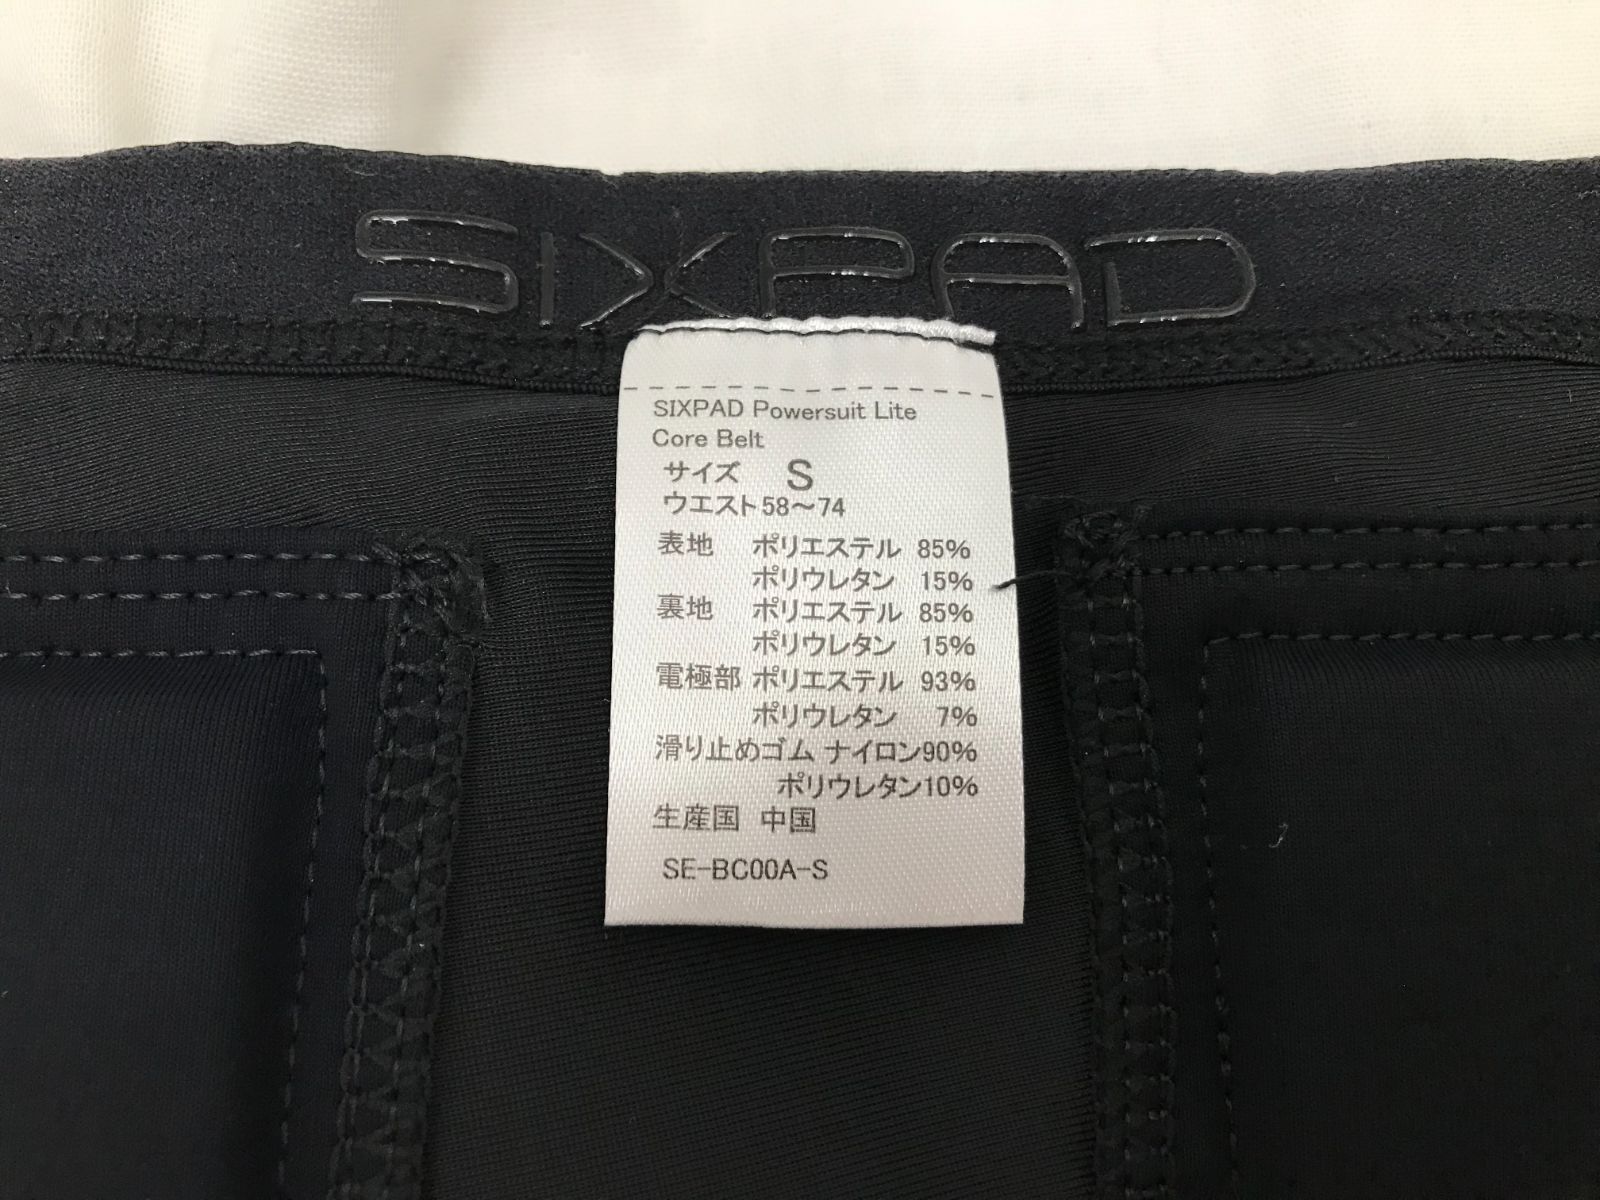 SIXPAD
SIXPAD Powersuit Lite
Core Belt
サイズ S
ウエスト58～74
表地 ポリエステル 85%
ポリウレタン 15%
裏地 ポリエステル 85%
ポリウレタン 15%
電極部 ポリエステル 93%
ポリウレタン 7%
滑り止めゴム ナイロン90%
ポリウレタン10%
生産国 中国
SE-BC00A-S